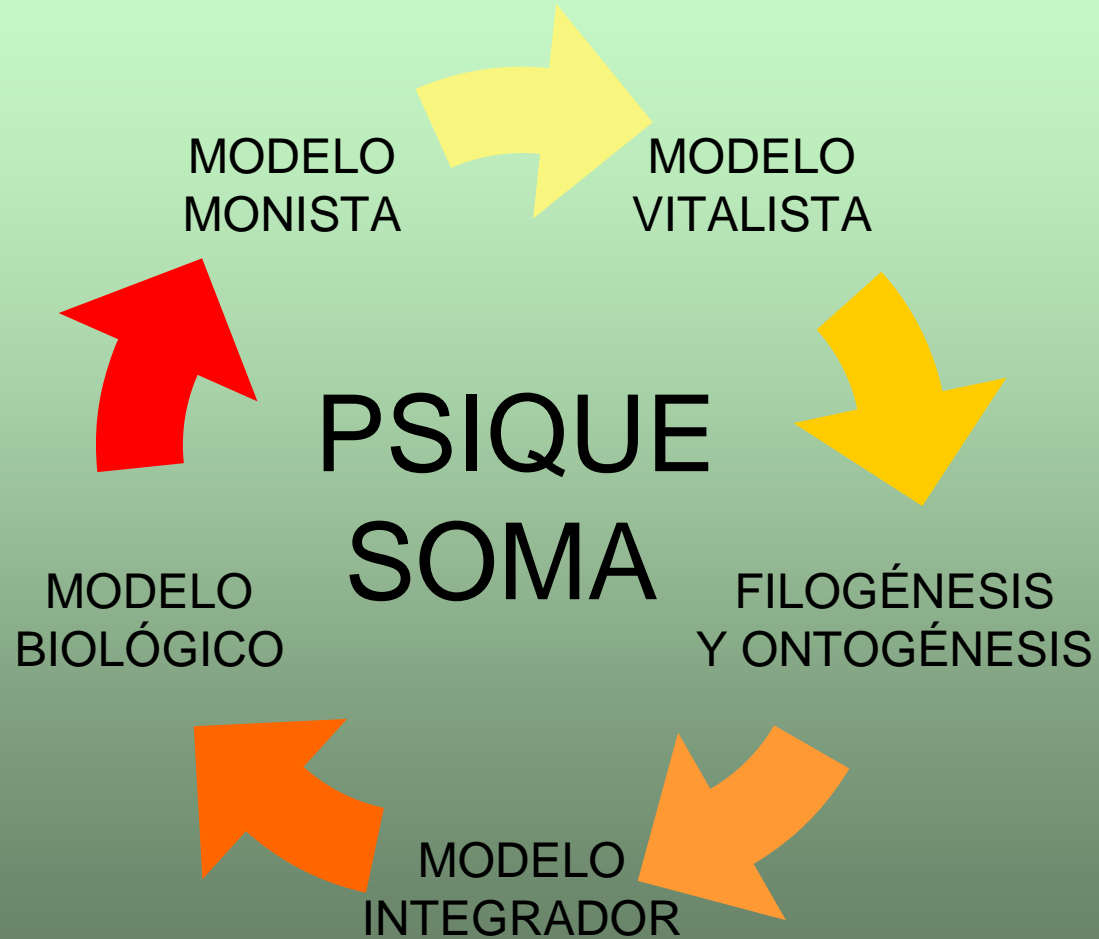 MODELO
MONISTA
MODELO
VITALISTA
PSIQUE
SOMA
MODELO
BIOLÓGICO
FILOGÉNESIS
Y ONTOGÉNESIS
MODELO
INTEGRADOR